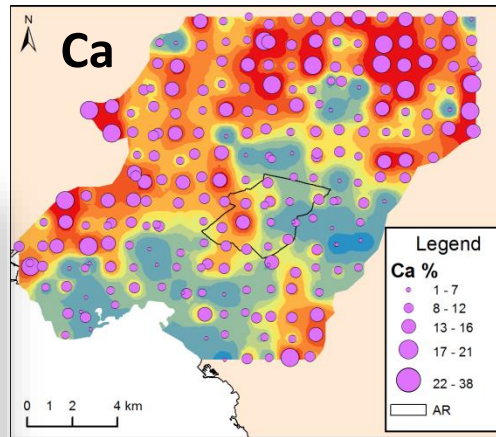 N
Ca
Legend
Ca %
1 - 7
8 - 12
13 - 16
17 - 21
22 - 38
AR
0 1 2 4 km